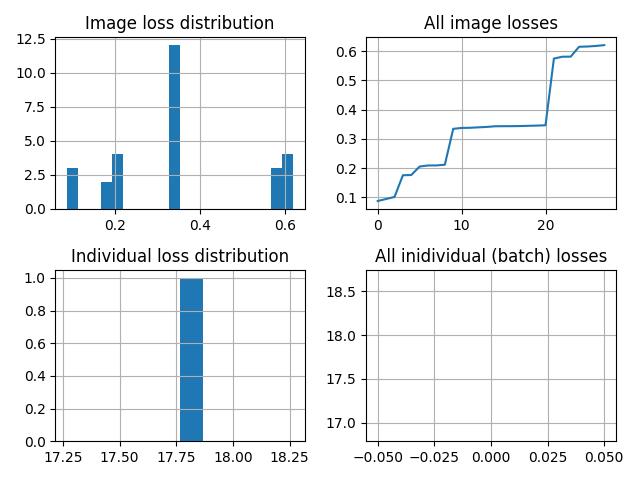 Image loss distribution
12.5
10.0
7.5
5.0
2.5
0.0
0.2 0.4 0.6
All image losses
0.6
0.5
0.4
0.3
0.2
0.1
0 10 20
Individual loss distribution
1.0
0.8
0.6
0.4
0.2
0.0
17.25 17.50 17.75 18.00 18.25
All inidividual (batch) losses
18.5
18.0
17.5
17.0
−0.050 −0.025 0.000 0.025 0.050